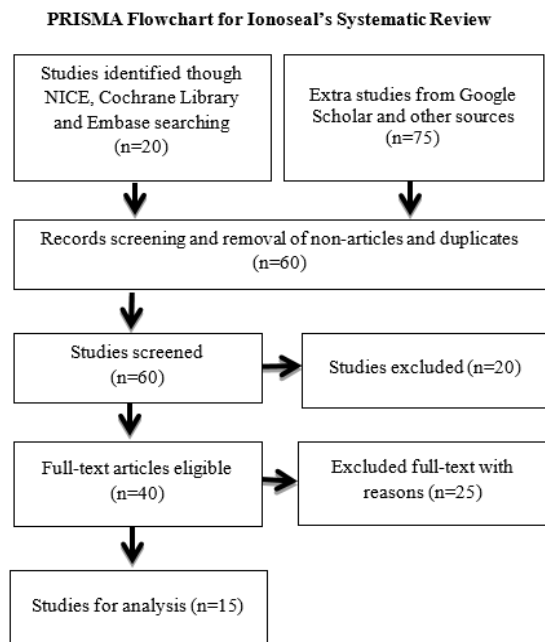 PRISMA Flowchart for Ionoseal's Systematic Review
Studies identified though
NICE, Cochrane Library
and Embase searching
(n=20)
Extra studies from Google
Scholar and other sources
(n=75)
Records screening and removal of non-articles and duplicates
(n=60)
Studies screened
(n=60)
Studies excluded (n=20)
Full-text articles eligible
(n=40)
Excluded full-text with
reasons (n=25)
Studies for analysis (n=15)